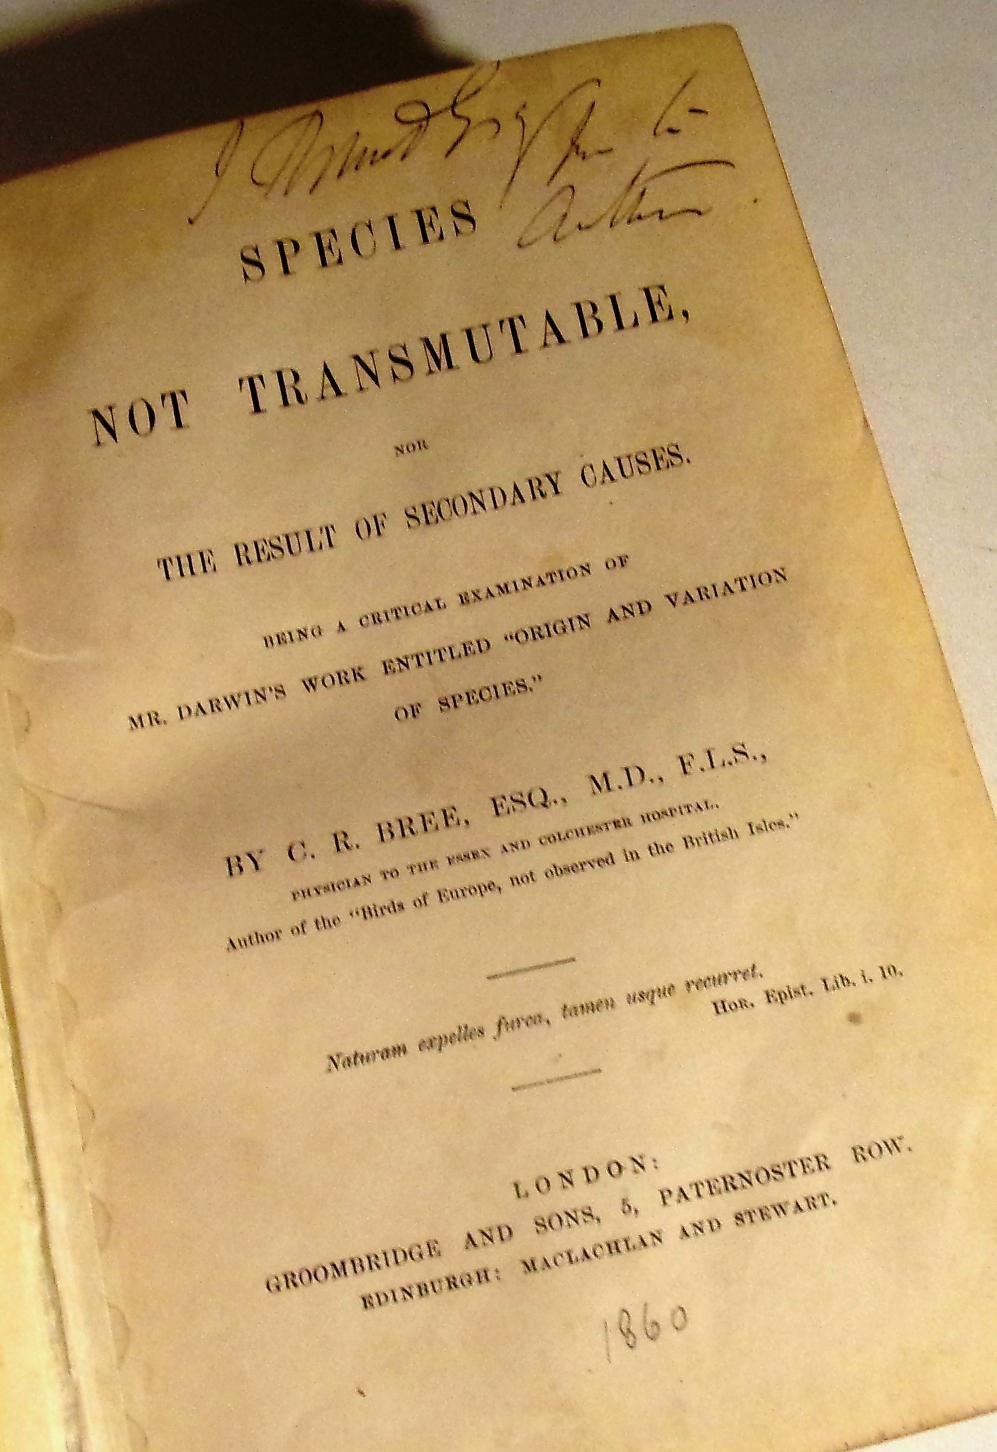 from the
Author.
SPECIES
NOT TRANSMUTABLE,
NOR
THE RESULT OF SECONDARY CAUSES.
BEING A CRITICAL EXAMINATION OF
MR. DARWIN'S WORK ENTITLED "ORIGIN AND VARIATION
OF SPECIES."
BY C. R. BREE, ESQ., M.D., F.L.S.,
PHYSICIAN TO THE ESSEX AND COLCHESTER HOSPITAL.
Author of the "Birds of Europe, not observed in the British Isles."
Naturam expelles furca, tamen usque recurret.
HOR. Epist. Lib. i. 10.
LONDON:
GROOMBRIDGE AND SONS, 5, PATERNOSTER ROW.
EDINBURGH: MACLACHLAN AND STEWART.
1860